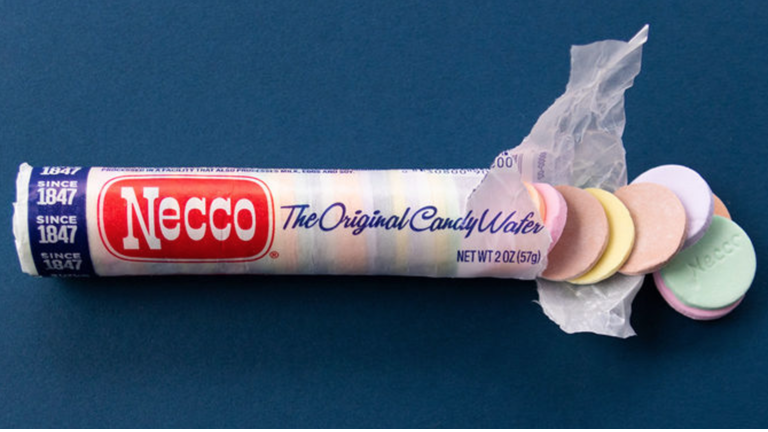 1847
SINCE
1847
SINCE
1847
SINCE
1847
PROCESSED IN A FACILITY THAT ALSO PROCESSES MILK, EGGS AND SOY.
Necco
®
The Original Candy Wafer
NET WT 2 OZ (57g)
Necco